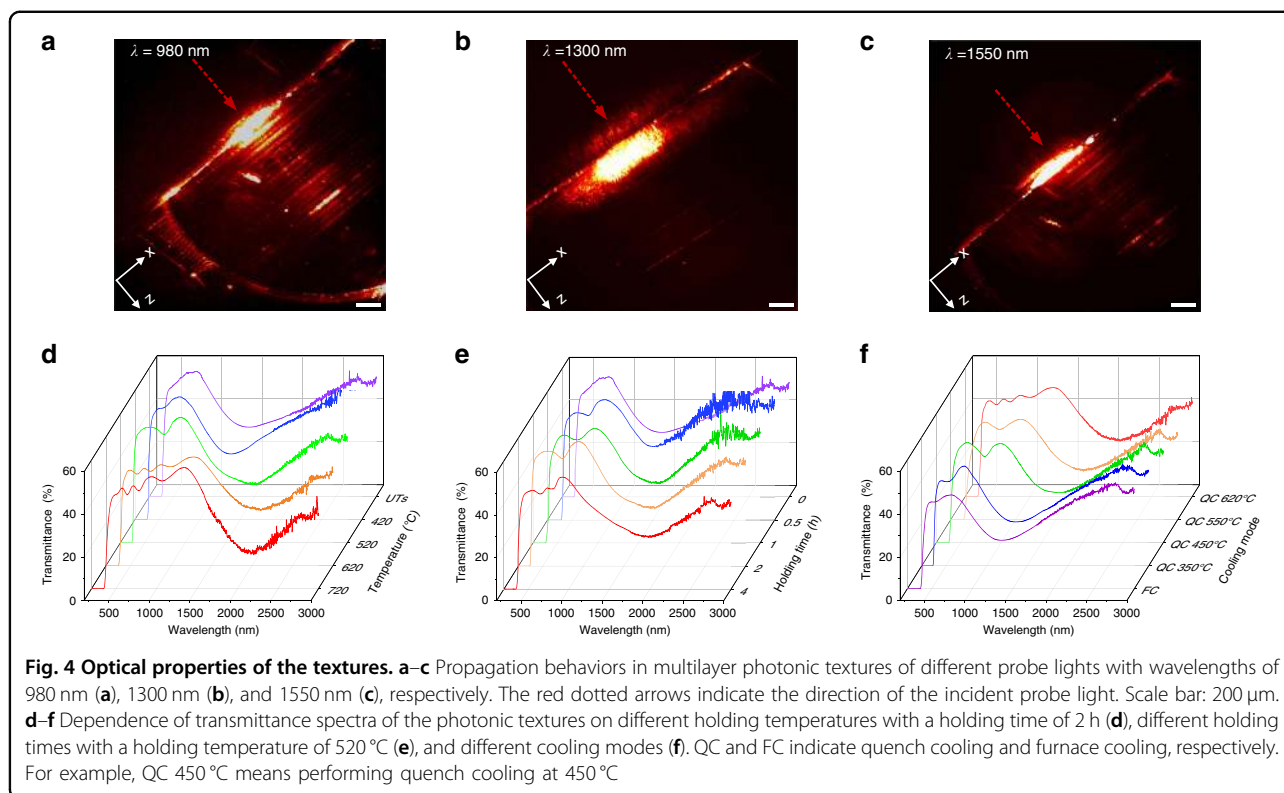 a
λ = 980 nm
x
z
b
λ =1300 nm
x
z
c
λ =1550 nm
x
z
d
60
40
20
0
Transmittance (%)
500 1000 1500 2000 2500 3000
Wavelength (nm)
UTs
420
520
620
720
Temperature (°C)
e
60
40
20
0
Transmittance (%)
500 1000 1500 2000 2500 3000
Wavelength (nm)
0
0.5
1
2
4
Holding time (h)
f
60
40
20
0
Transmittance (%)
500 1000 1500 2000 2500 3000
Wavelength (nm)
QC 620°C
QC 550°C
QC 450°C
QC 350°C
FC
Cooling mode
Fig. 4 Optical properties of the textures. a–c Propagation behaviors in multilayer photonic textures of different probe lights with wavelengths of
980 nm (a), 1300 nm (b), and 1550 nm (c), respectively. The red dotted arrows indicate the direction of the incident probe light. Scale bar: 200 μm.
d–f Dependence of transmittance spectra of the photonic textures on different holding temperatures with a holding time of 2 h (d), different holding
times with a holding temperature of 520 °C (e), and different cooling modes (f). QC and FC indicate quench cooling and furnace cooling, respectively.
For example, QC 450 °C means performing quench cooling at 450 °C